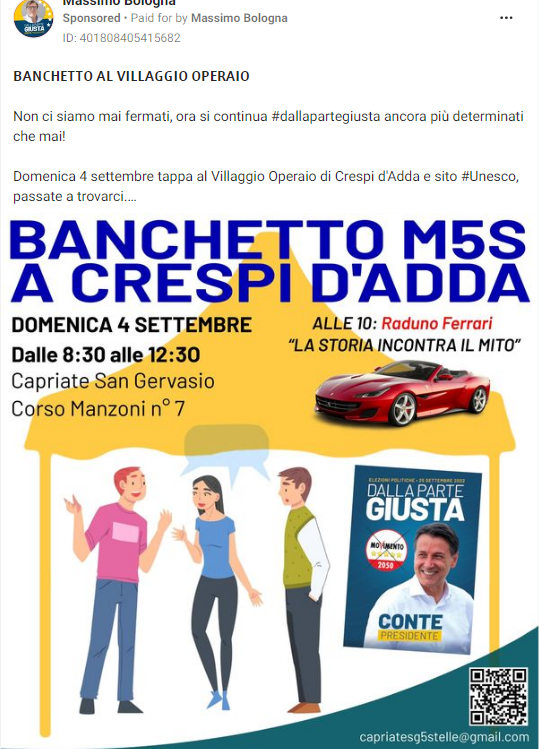 Massimo Bologna
Sponsored • Paid for by Massimo Bologna
ID: 401808405415682
BANCHETTO AL VILLAGGIO OPERAIO
Non ci siamo mai fermati, ora si continua #dallapartegiusta ancora più determinati
che mai!
Domenica 4 settembre tappa al Villaggio Operaio di Crespi d'Adda e sito #Unesco,
passate a trovarci....
BANCHETTO M5S
A CRESPI D'ADDA
DOMENICA 4 SETTEMBRE
Dalle 8:30 alle 12:30
Capriate San Gervasio
Corso Manzoni n° 7
ALLE 10: Raduno Ferrari
“LA STORIA INCONTRA IL MITO”
ELEZIONI POLITICHE • 25 SETTEMBRE 2022
DALLA PARTE
GIUSTA
MOVIMENTO
2050
CONTE
PRESIDENTE
capriatesg5stelle@gmail.com